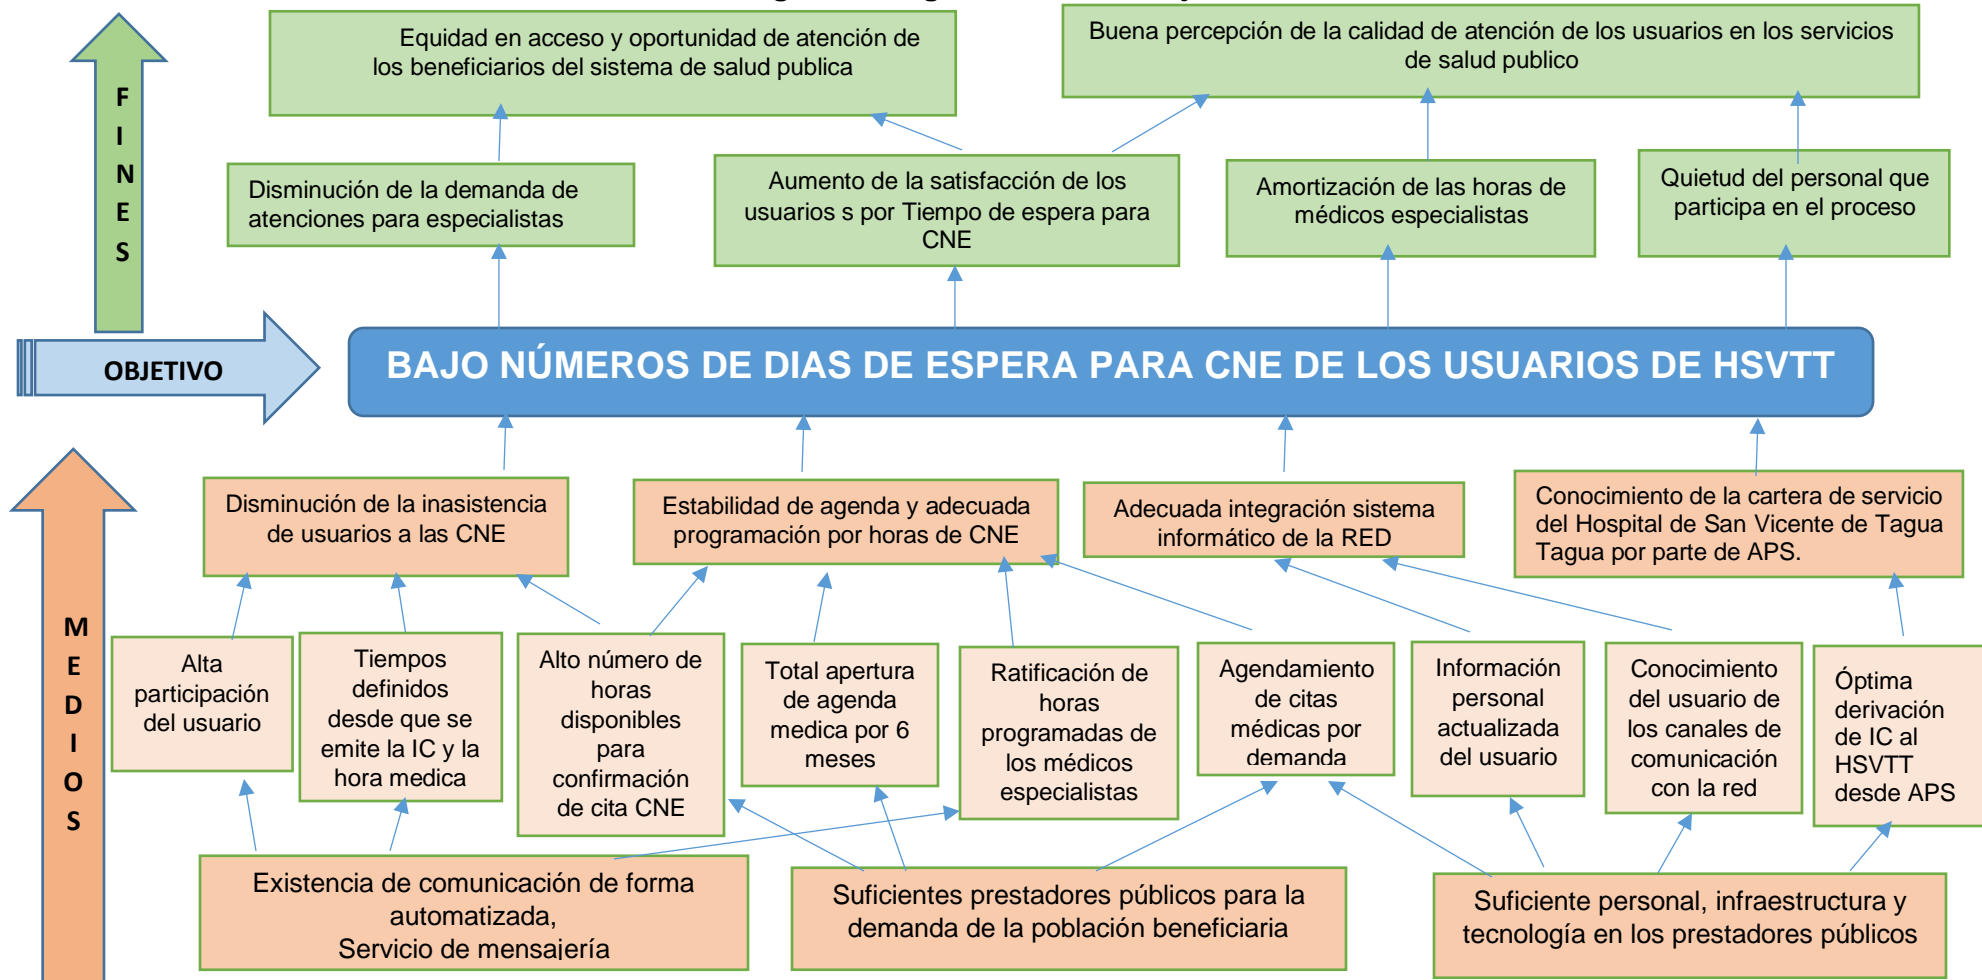 Equidad en acceso y oportunidad de atención de
los beneficiarios del sistema de salud publica
Buena percepción de la calidad de atención de los usuarios en los servicios
de salud publico
F
I
N
E
S
Disminución de la demanda de
atenciones para especialistas
Aumento de la satisfacción de los
usuarios s por Tiempo de espera para
CNE
Amortización de las horas de
médicos especialistas
Quietud del personal que
participa en el proceso
OBJETIVO
BAJO NÚMEROS DE DIAS DE ESPERA PARA CNE DE LOS USUARIOS DE HSVTT
Disminución de la inasistencia
de usuarios a las CNE
Estabilidad de agenda y adecuada
programación por horas de CNE
Adecuada integración sistema
informático de la RED
Conocimiento de la cartera de servicio
del Hospital de San Vicente de Tagua
Tagua por parte de APS.
M
E
D
I
O
S
Alta
participación
del usuario
Tiempos
definidos
desde que se
emite la IC y la
hora medica
Alto número de
horas
disponibles
para
confirmación
de cita CNE
Total apertura
de agenda
medica por 6
meses
Ratificación de
horas
programadas de
los médicos
especialistas
Agendamiento
de citas
médicas por
demanda
Información
personal
actualizada
del usuario
Conocimiento
del usuario de
los canales de
comunicación
con la red
Óptima
derivación
de IC al
HSVTT
desde APS
Existencia de comunicación de forma
automatizada,
Servicio de mensajería
Suficientes prestadores públicos para la
demanda de la población beneficiaria
Suficiente personal, infraestructura y
tecnología en los prestadores públicos